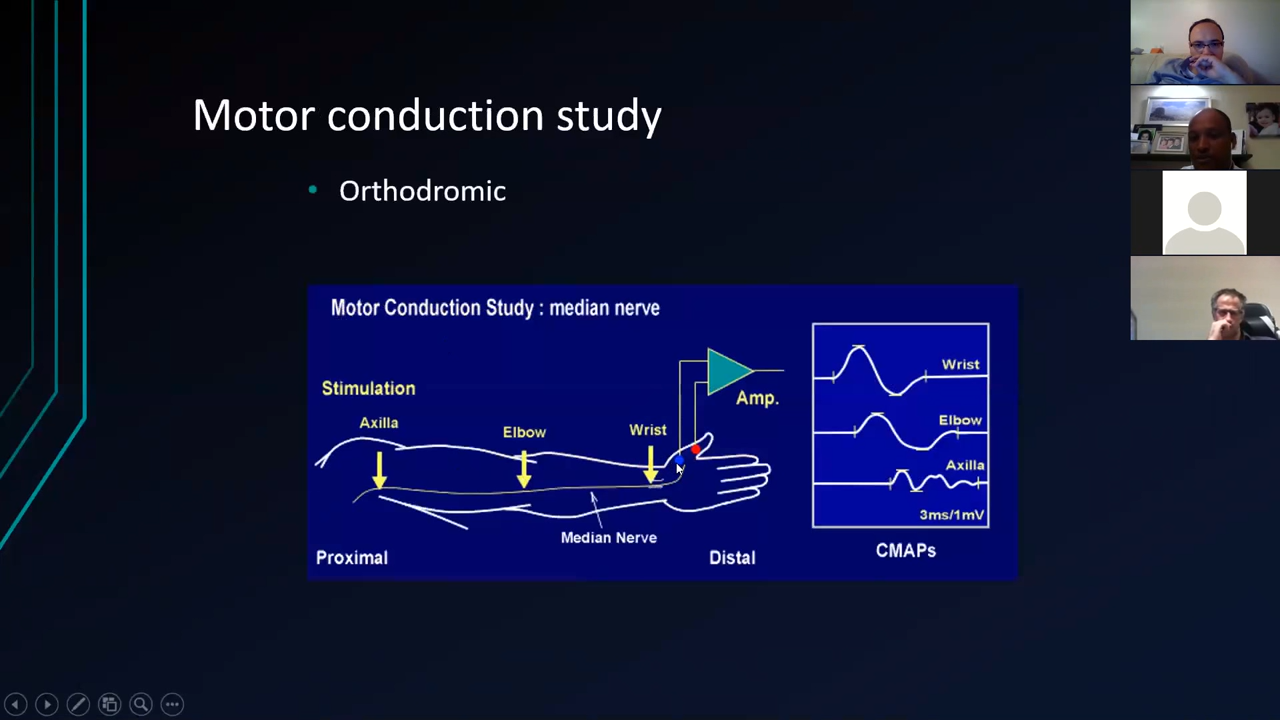 Motor conduction study
• Orthodromic
Motor Conduction Study : median nerve
Stimulation
Axilla
Elbow
Wrist
Amp.
Median Nerve
Proximal
Distal
Wrist
Elbow
Axilla
3ms/1mV
CMAPs